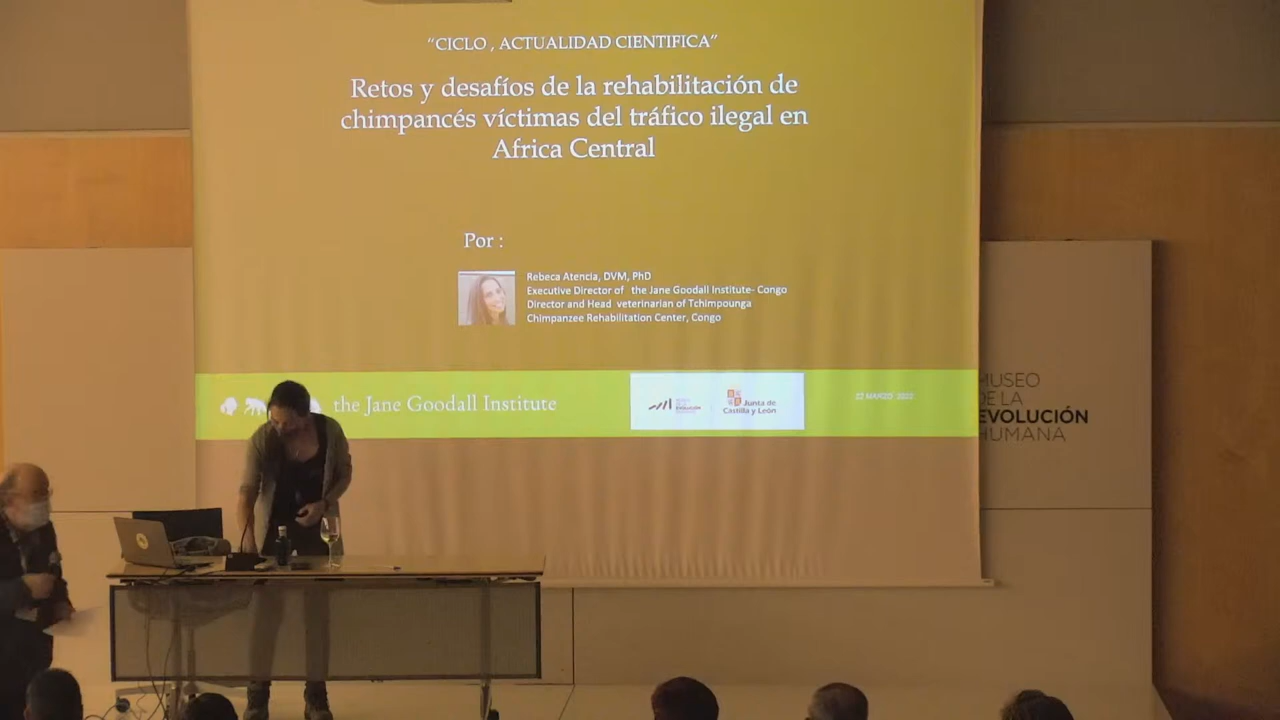 “CICLO , ACTUALIDAD CIENTIFICA”
Retos y desafíos de la rehabilitación de
chimpancés víctimas del tráfico ilegal en
Africa Central
Por :
Rebeca Atencia, DVM, PhD
Executive Director of the Jane Goodall Institute- Congo
Director and Head veterinarian of Tchimpounga
Chimpanzee Rehabilitation Center, Congo
the Jane Goodall Institute
Junta de
Castilla y León
22 MARZO
MUSEO
DE LA
EVOLUCIÓN
HUMANA